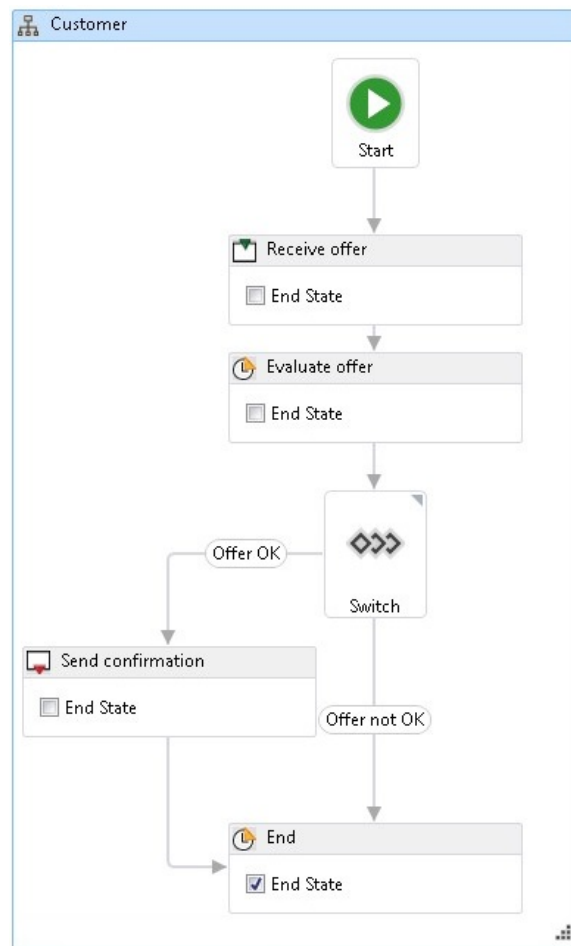 Customer
Start
Receive offer
End State
Evaluate offer
End State
Offer OK
Switch
Send confirmation
End State
Offer not OK
End
End State